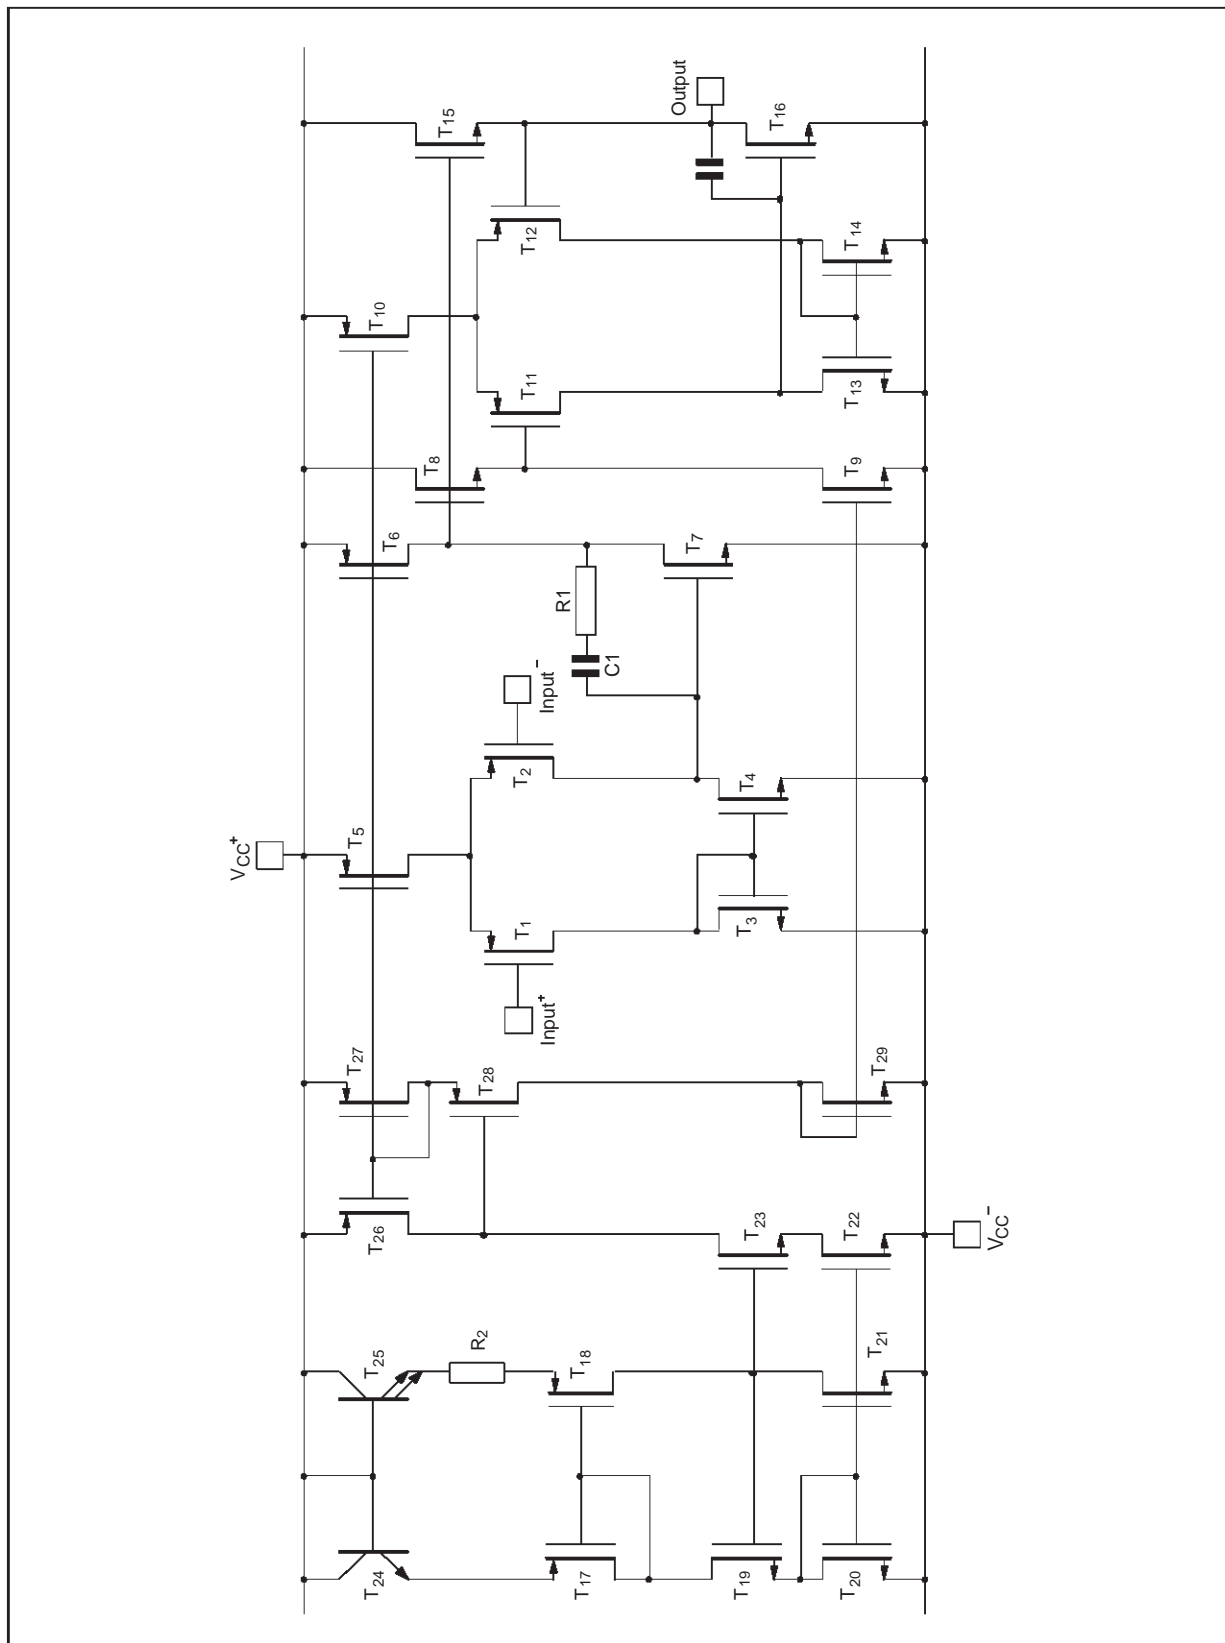 Output
T15
T16
T12
T14
T10
T11
T13
T8
T9
T6
T7
R1
C1
Input-
T2
T4
VCC+
T5
T1
T3
Input+
T27
T28
T29
T26
T23
T22
VCC-
T25
R2
T18
T21
T24
T17
T19
T20